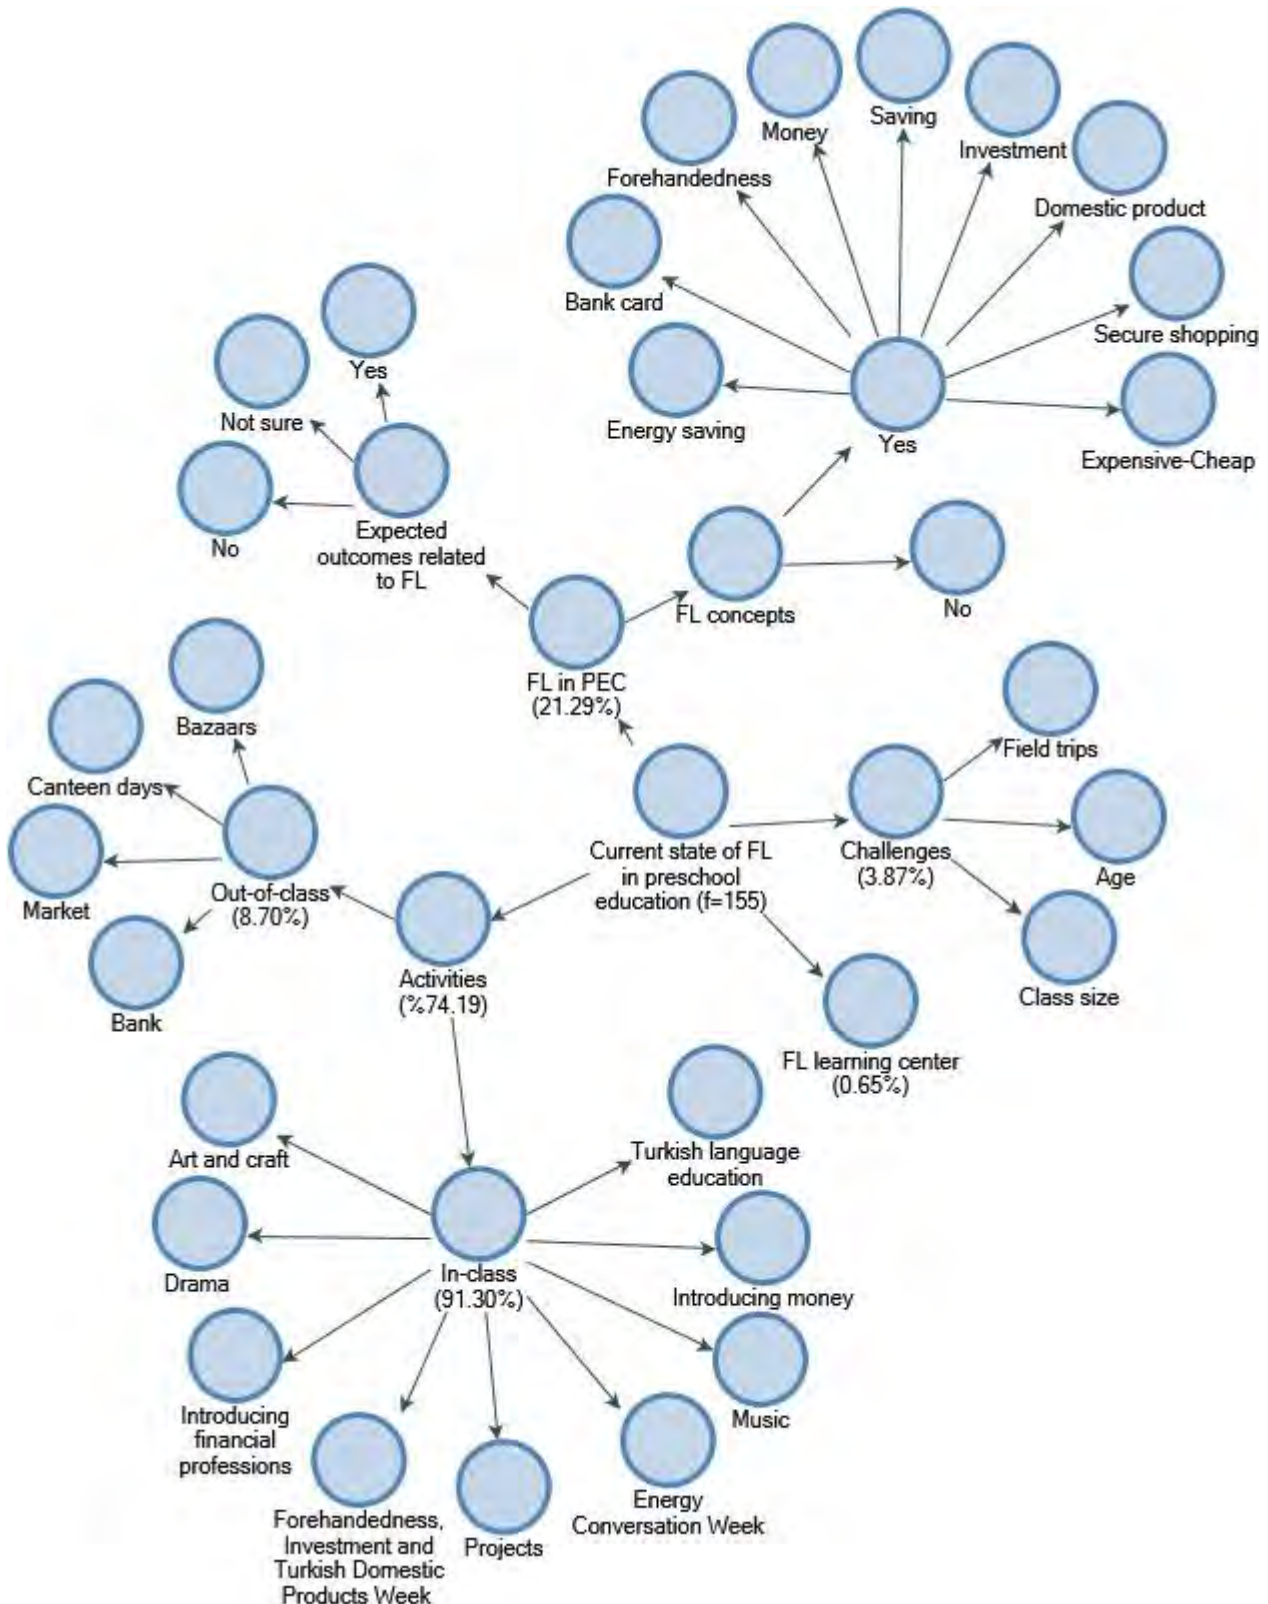 Saving
Money
Investment
Forehandedness
Domestic product
Bank card
Secure shopping
Energy saving
Yes
Expensive-Cheap
Yes
Not sure
No
Expected
outcomes related
to FL
FL concepts
No
FL in PEC
(21.29%)
Bazaars
Canteen days
Market
Out-of-class
(8.70%)
Bank
Activities
(%74.19)
Current state of FL
in preschool
education (f=155)
Challenges
(3.87%)
Field trips
Age
Class size
FL learning center
(0.65%)
Art and craft
Drama
In-class
(91.30%)
Turkish language
education
Introducing money
Music
Introducing
financial
professions
Forehandedness,
Investment and
Turkish Domestic
Products Week
Projects
Energy
Conversation Week